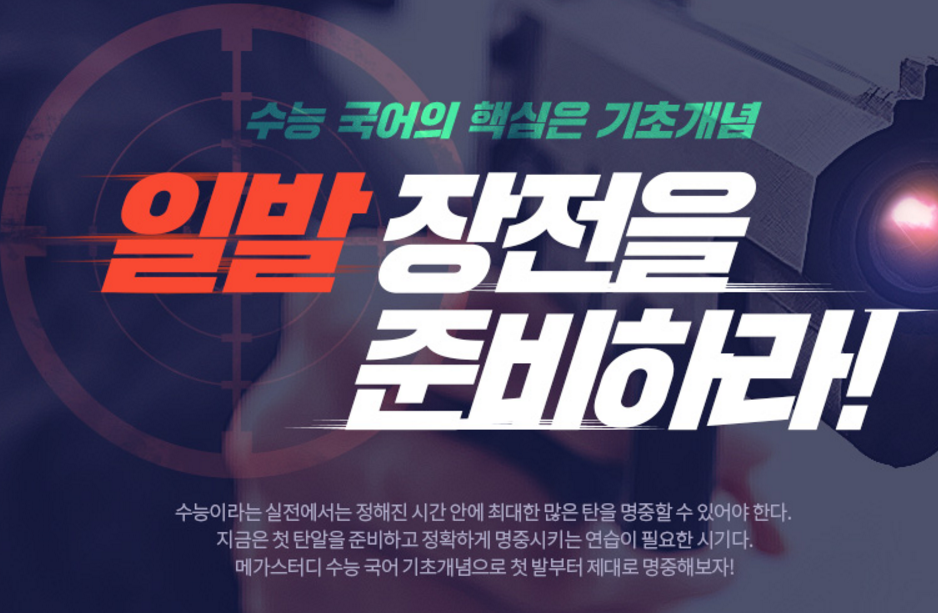 수능 국어의 핵심은 기초개념
일발 장전을
준비하라!
수능이라는 실전에서는 정해진 시간 안에 최대한 많은 탄을 명중할 수 있어야 한다.
지금은 첫 탄알을 준비하고 정확하게 명중시키는 연습이 필요한 시기다.
메가스터디 수능 국어 기초개념으로 첫 발부터 제대로 명중해보자!